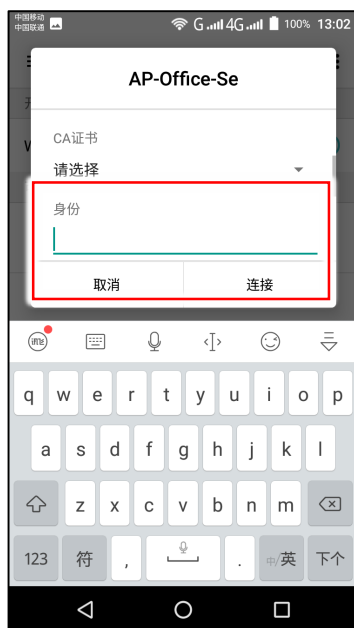 中国移动
中国联通
G 4G 100% 13:02
AP-Office-Se
CA证书
请选择
身份
取消 连接
q w e r t y u i o p
a s d f g h j k l
z x c v b n m
123 符 , . 中/英 下个